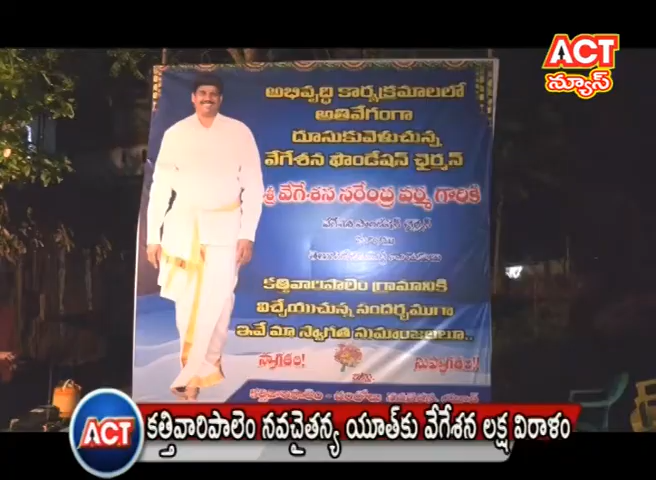 ACT
న్యూస్
అభివృద్ధి కార్యక్రమాలలో
అతివేగంగా
దూసుకువెళుచున్న
వేగేశన ఫౌండేషన్ ఛైర్మన్
శ్రీ వేగేశన నరేంద్ర వర్మ గారికి
కత్తివారిపాలెం గ్రామానికి
విచ్చేయుచున్న సందర్భముగా
ఇవే మా స్వాగత సుమాంజలులూ..
స్వాగతం! సుస్వాగతం!!
కత్తివారిపాలెం
ACT కత్తివారిపాలెం నవచైతన్య యూత్‌కు వేగేశన లక్ష విరాళం